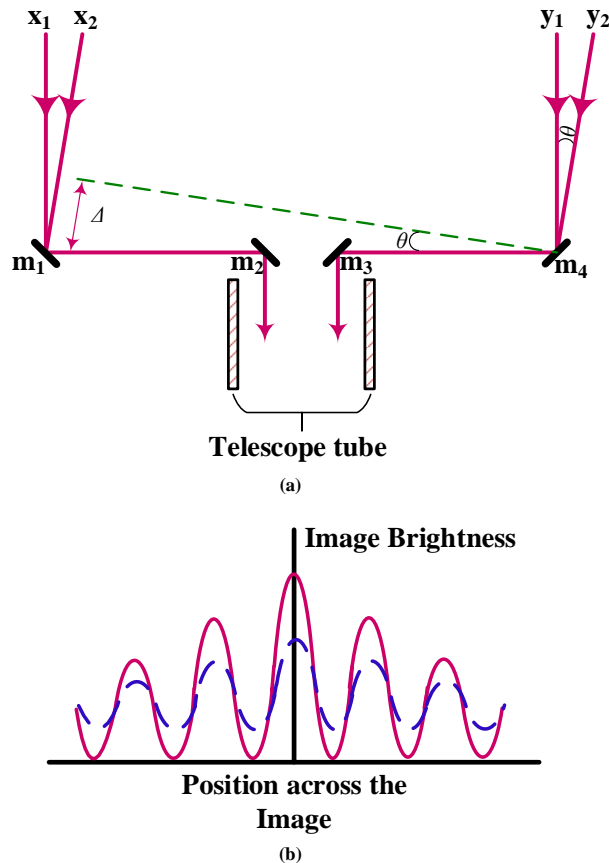 x₁ x₂ y₁ y₂
θ
Δ
θ
m₁ m₂ m₃ m₄
Telescope tube
(a)
Image Brightness
Position across the
Image
(b)